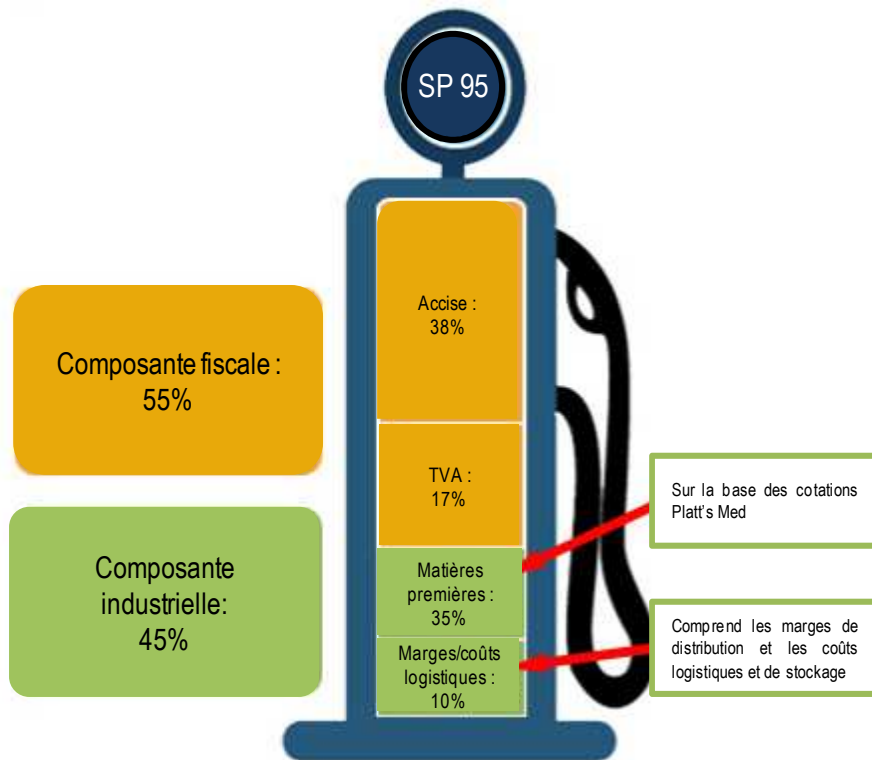 SP 95
Accise :
38%
Composante fiscale :
55%
TVA :
17%
Sur la base des cotations
Platt's Med
Composante
industrielle:
45%
Matières
premières :
35%
Marges/coûts
logistiques :
10%
Comprend les marges de
distribution et les coûts
logistiques et de stockage